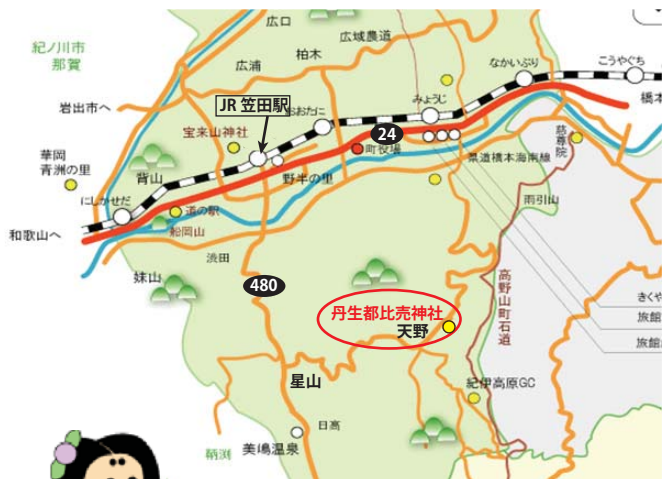 広口
紀ノ川市
那賀
柏木
広域農道
広浦
なかいぶり
こうやぐち
岩出市へ
JR 笠田駅
おおたに
みょうじ
橋本
24
宝来山神社
町役場
慈尊院
華岡
青洲の里
背山
野半の里
県道橋本海南線
にしかせだ
道の駅
雨引山
和歌山へ
船岡山
渋田
妹山
480
高野山町石道
きくや
丹生都比売神社
天野
旅館
旅館
星山
紀伊高原GC
日高
鞆渕
美嶋温泉